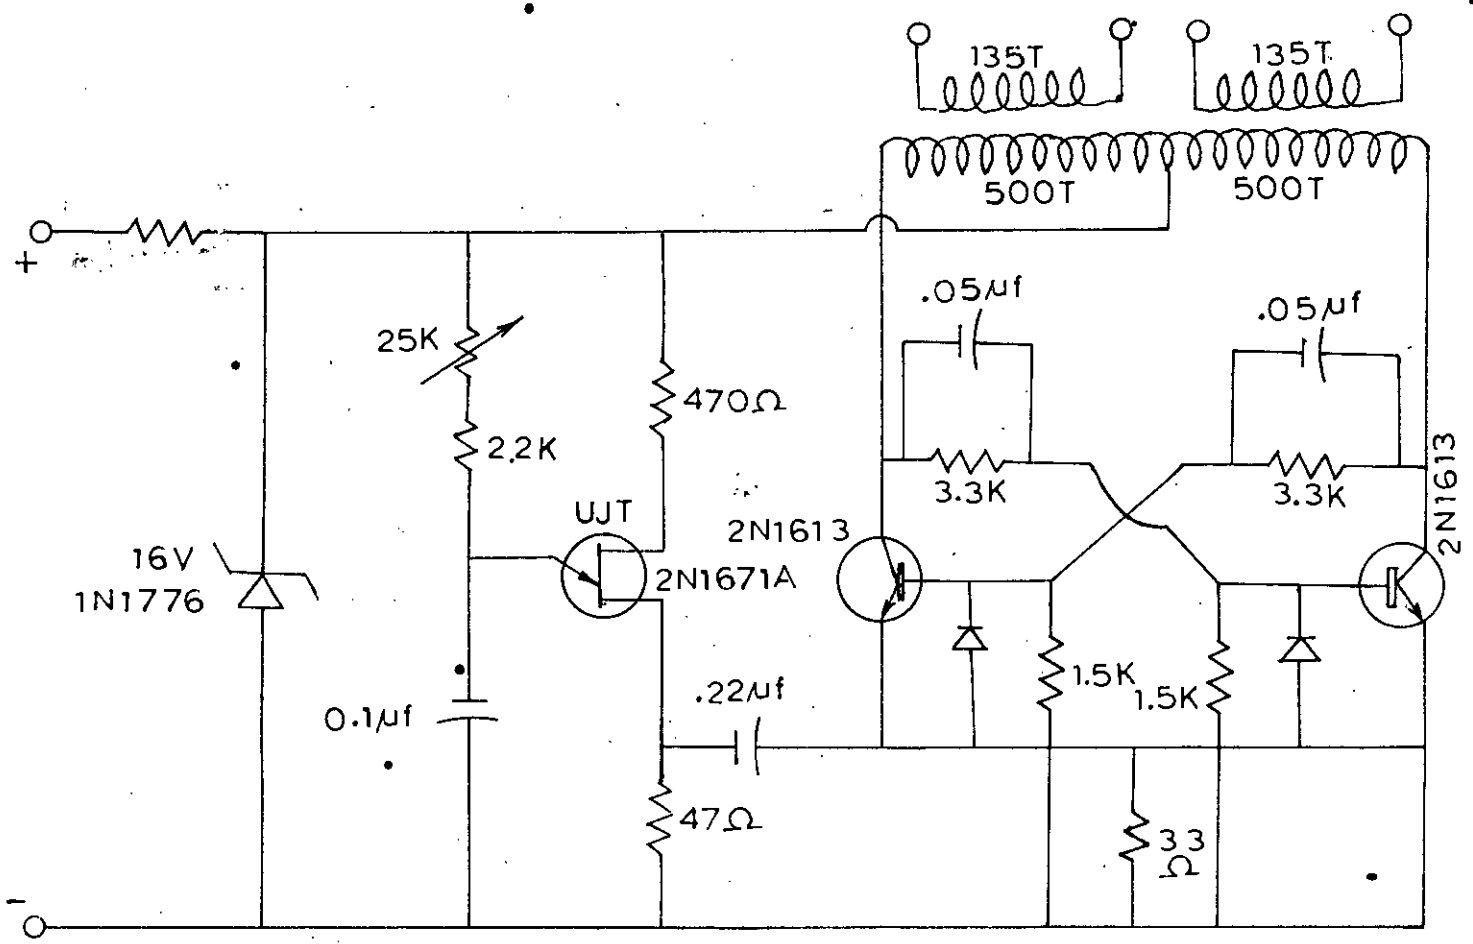 135T
135T
500T
500T
+
.05µf
.05µf
25K
470Ω
2.2K
3.3K
3.3K
2N1613
UJT
2N1613
16V
1N1776
2N1671A
.22µf
1.5K
1.5K
0.1µf
47Ω
33
Ω
-